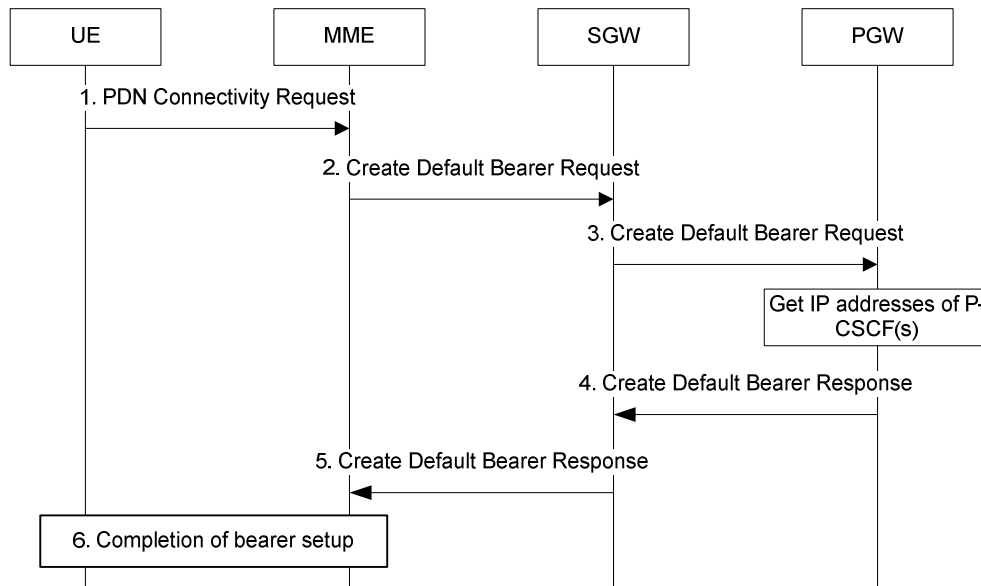 UE
MME
SGW
PGW
1. PDN Connectivity Request
2. Create Default Bearer Request
3. Create Default Bearer Request
Get IP addresses of P-
CSCF(s)
4. Create Default Bearer Response
5. Create Default Bearer Response
6. Completion of bearer setup